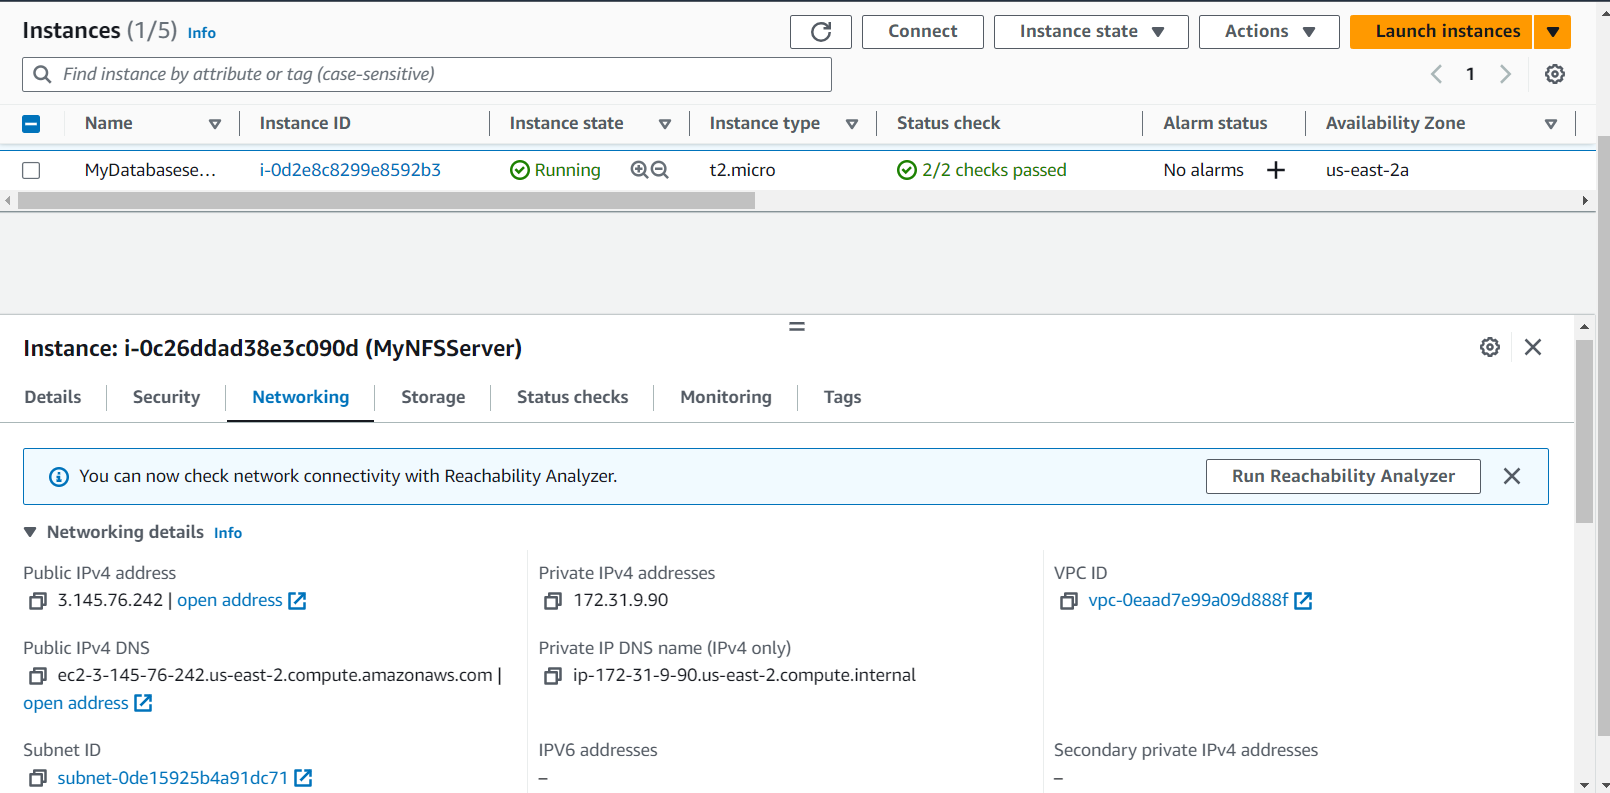 Instances (1/5) Info
Connect
Instance state
Actions
Launch instances
Find instance by attribute or tag (case-sensitive)
1
Name Instance ID Instance state Instance type Status check Alarm status Availability Zone
MyDatabasese... i-0d2e8c8299e8592b3 Running t2.micro 2/2 checks passed No alarms + us-east-2a
Instance: i-0c26ddad38e3c090d (MyNFSServer)
Details Security Networking Storage Status checks Monitoring Tags
You can now check network connectivity with Reachability Analyzer.
Run Reachability Analyzer
Networking details Info
Public IPv4 address
3.145.76.242 | open address
Private IPv4 addresses
172.31.9.90
VPC ID
vpc-0eaad7e99a09d888f
Public IPv4 DNS
ec2-3-145-76-242.us-east-2.compute.amazonaws.com |
open address
Private IP DNS name (IPv4 only)
ip-172-31-9-90.us-east-2.compute.internal
Subnet ID
subnet-0de15925b4a91dc71
IPV6 addresses
–
Secondary private IPv4 addresses
–